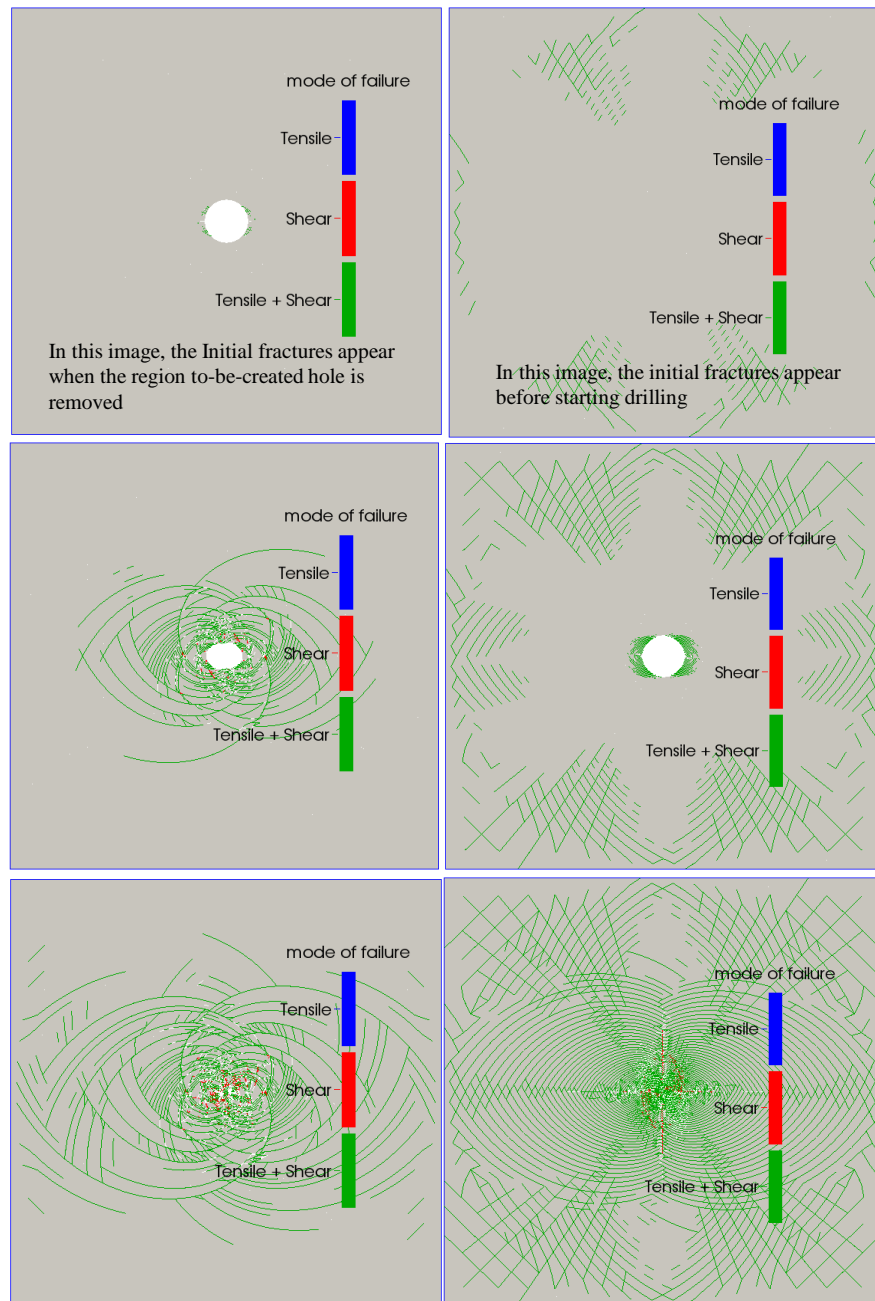 mode of failure
Tensile
Shear
Tensile + Shear
In this image, the Initial fractures appear
when the region to-be-created hole is
removed
mode of failure
Tensile
Shear
Tensile + Shear
In this image, the initial fractures appear
before starting drilling
mode of failure
Tensile
Shear
Tensile + Shear
mode of failure
Tensile
Shear
Tensile + Shear
mode of failure
Tensile
Shear
Tensile + Shear
mode of failure
Tensile
Shear
Tensile + Shear